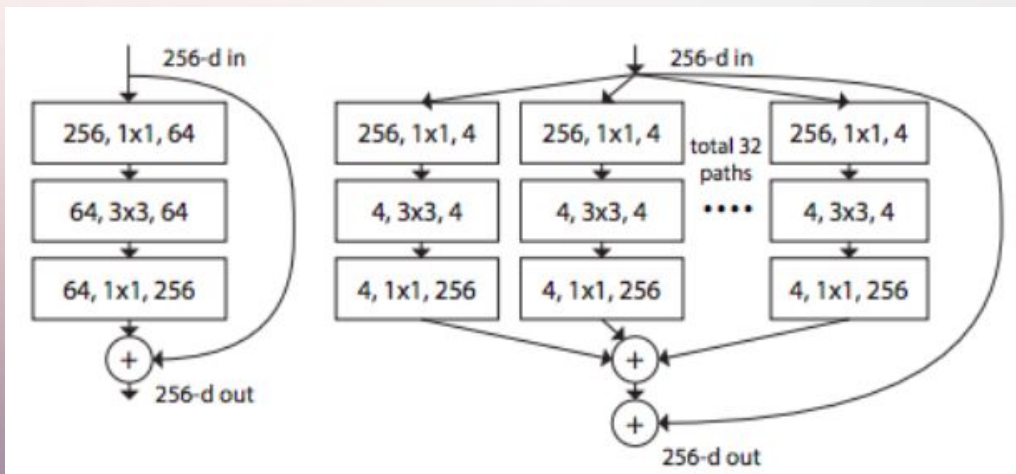 256-d in
256, 1x1, 64
64, 3x3, 64
64, 1x1, 256
+
256-d out
256-d in
256, 1x1, 4
256, 1x1, 4
total 32
paths
256, 1x1, 4
4, 3x3, 4
4, 3x3, 4
••••
4, 3x3, 4
4, 1x1, 256
4, 1x1, 256
4, 1x1, 256
+
+
256-d out